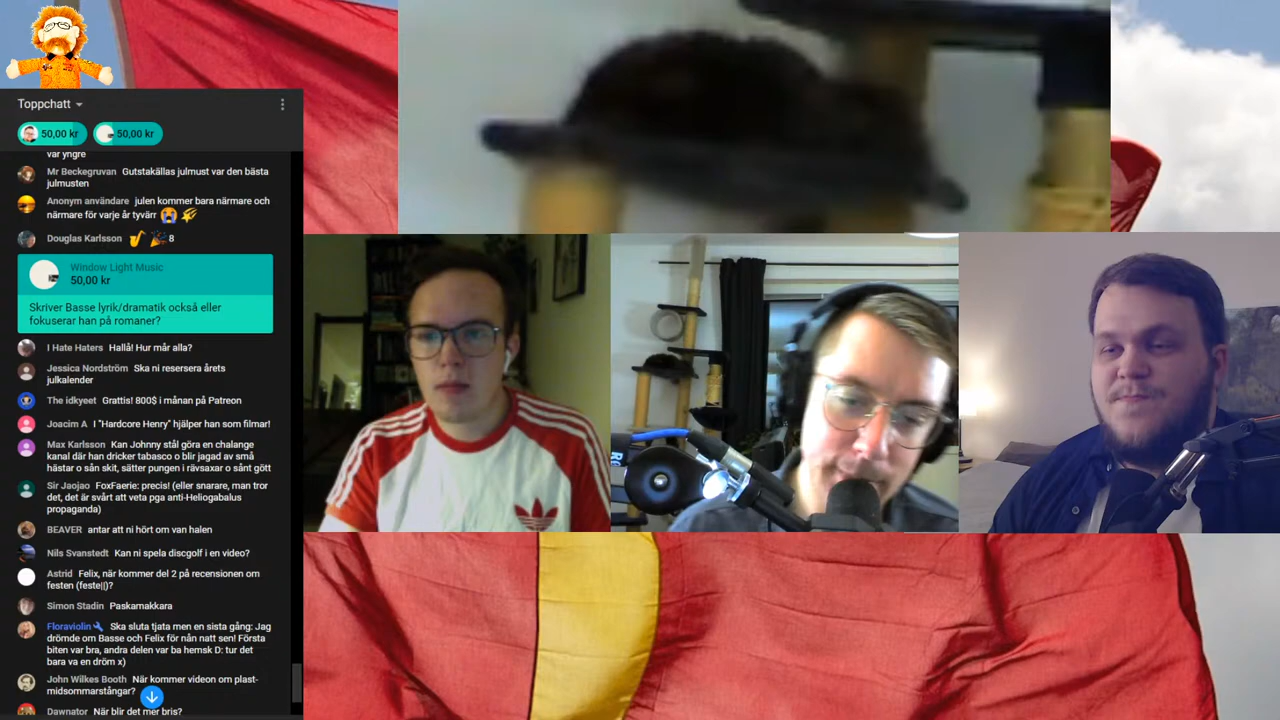 Toppchatt
50,00 kr 50,00 kr
var yngre
Mr Beckegruvan Gutstakällas julmust var den bästa
julmusten
Anonym användare julen kommer bara närmare och
närmare för varje år tyvärr
Douglas Karlsson 8
Window Light Music
50,00 kr
Skriver Basse lyrik/dramatik också eller
fokuserar han på romaner?
I Hate Haters Hallå! Hur mår alla?
Jessica Nordström Ska ni resersera årets
julkalender
The idkyeet Grattis! 800$ i månan på Patreon
Joacim A I "Hardcore Henry" hjälper han som filmar!
Max Karlsson Kan Johnny stål göra en chalange
kanal där han dricker tabasco o blir jagad av små
hästar o sån skit, sätter pungen i rävsaxar o sånt gött
Sir Jaojao FoxFaerie: precis! (eller snarare, man tror
det, det är svårt att veta pga anti-Heliogabalus
propaganda)
BEAVER antar att ni hört om van halen
Nils Svanstedt Kan ni spela discgolf i en video?
Astrid Felix, när kommer del 2 på recensionen om
festen (feste||)?
Simon Stadin Paskamakkara
Floraviolin Ska sluta tjata men en sista gång: Jag
drömde om Basse och Felix för nån natt sen! Första
biten var bra, andra delen var ba hemsk D: tur det
bara va en dröm x)
John Wilkes Booth När kommer videon om plast-
midsommarstångar?
Dawnator När blir det mer bris?
adidas